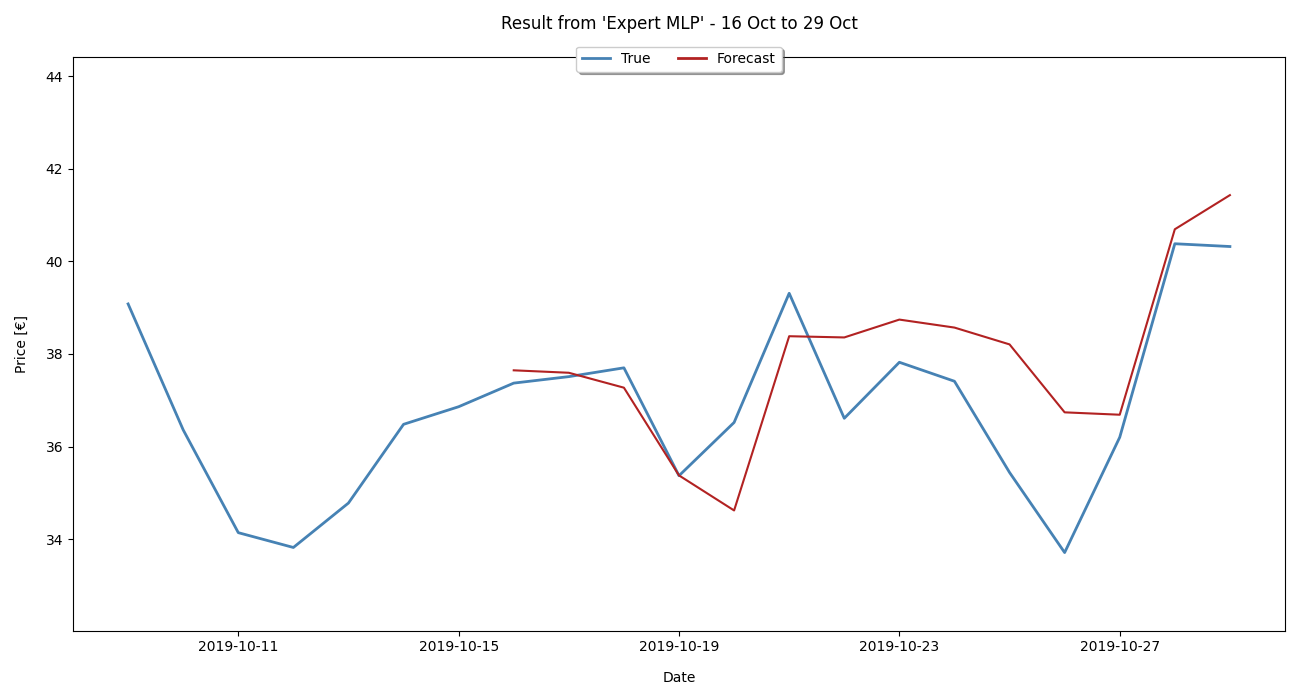 Result from 'Expert MLP' - 16 Oct to 29 Oct
True Forecast
Price [€]
44
42
40
38
36
34
2019-10-11 2019-10-15 2019-10-19 2019-10-23 2019-10-27
Date